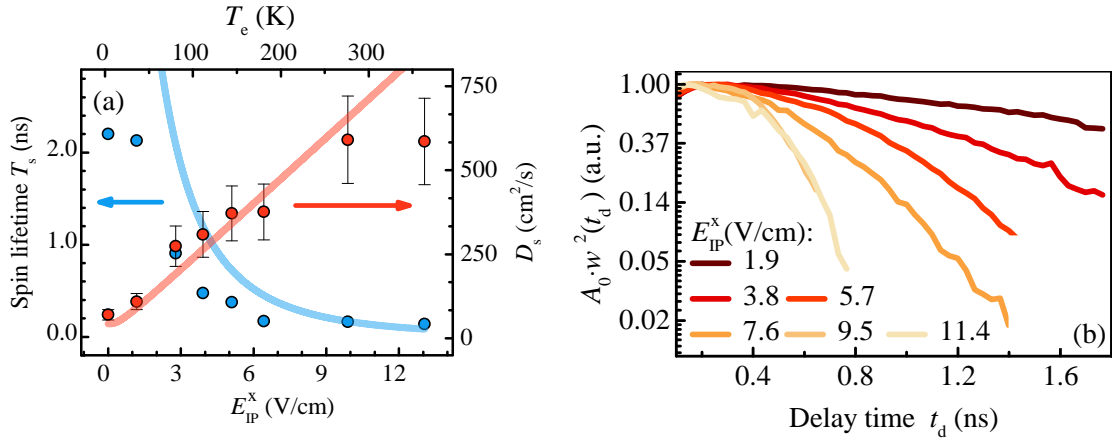 T_e (K)
0 100 200 300
(a)
Spin lifetime T_s (ns)
2.0
1.0
0.0
750
500
250
0
D_s (cm²/s)
0 3 6 9 12
E_IP^x (V/cm)
A_0·w²(t_d) (a.u.)
1.00
0.37
0.14
0.05
0.02
E_IP^x(V/cm):
1.9
3.8 5.7
7.6 9.5 11.4
(b)
0.4 0.8 1.2 1.6
Delay time t_d (ns)